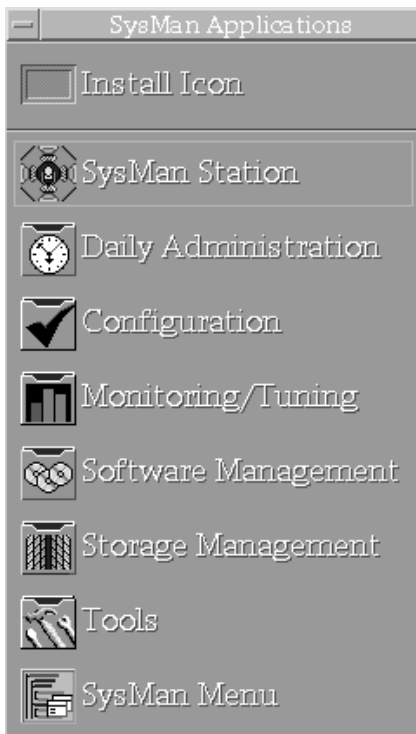 SysMan Applications
Install Icon
SysMan Station
Daily Administration
Configuration
Monitoring/Tuning
Software Management
Storage Management
Tools
SysMan Menu